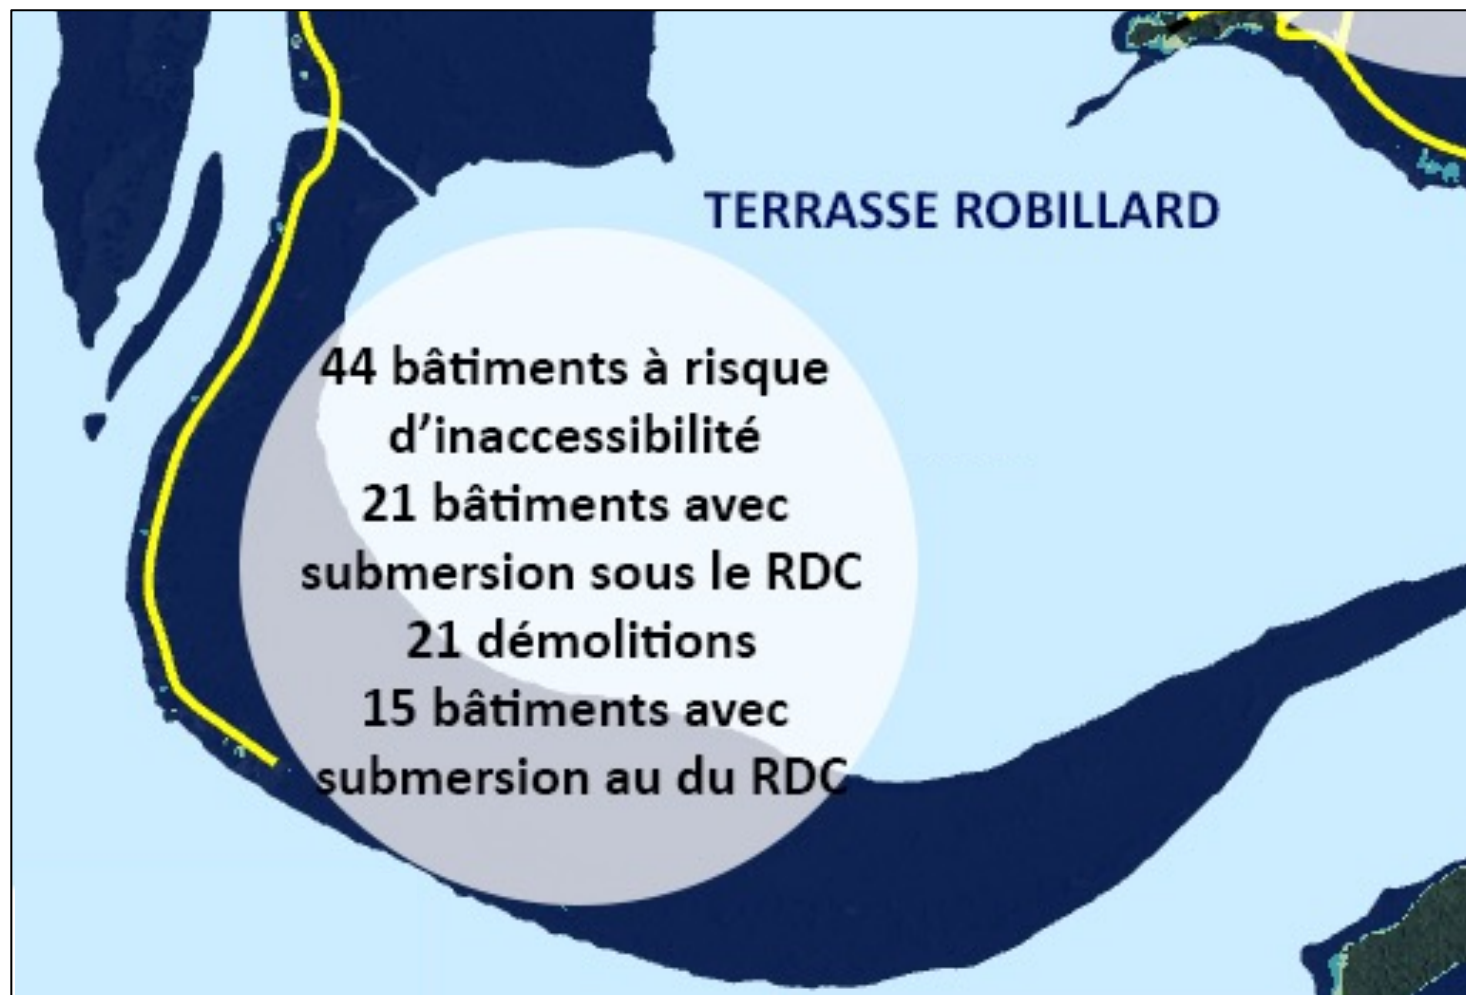 TERRASSE ROBILLARD
44 bâtiments à risque
d’inaccessibilité
21 bâtiments avec
submersion sous le RDC
21 démolitions
15 bâtiments avec
submersion au du RDC